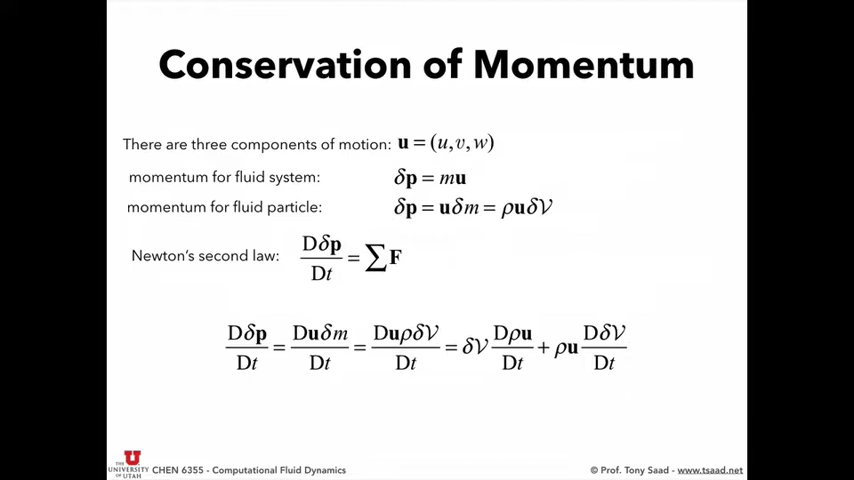 Conservation of Momentum
There are three components of motion: u = (u, v, w)
momentum for fluid system: δp = mu
momentum for fluid particle: δp = uδm = ρuδ𝒱
Newton's second law: Dδp/Dt = ∑F
Dδp/Dt = Duδm/Dt = Duρδ𝒱/Dt = δ𝒱 Dρu/Dt + ρu Dδ𝒱/Dt
THE U UNIVERSITY OF UTAH CHEN 6355 - Computational Fluid Dynamics © Prof. Tony Saad - www.tsaad.net